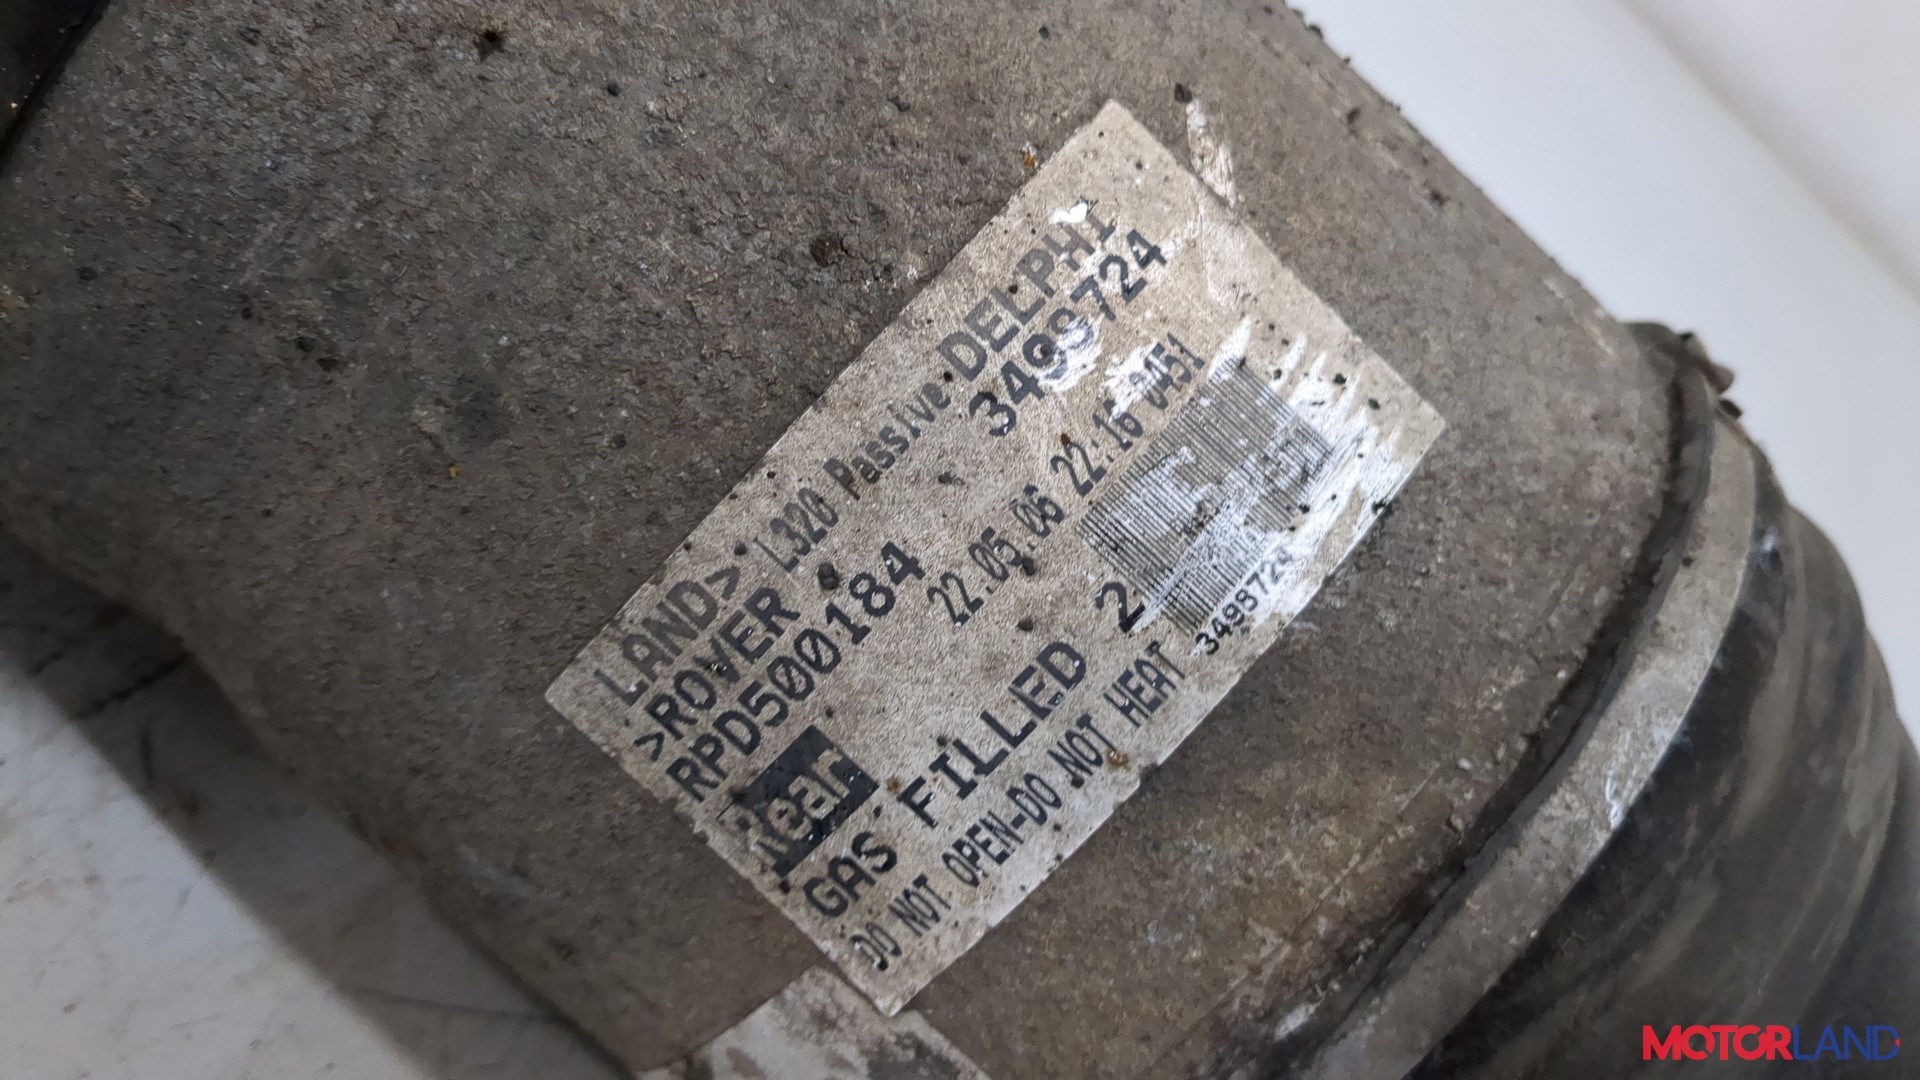 LAND> L320 Passive DELPHI
>ROVER 3498724
RPD500184
22.05.06 22:16 0451
Rear
GAS FILLED 2
DO NOT OPEN-DO NOT HEAT 3498724
MOTORLAND